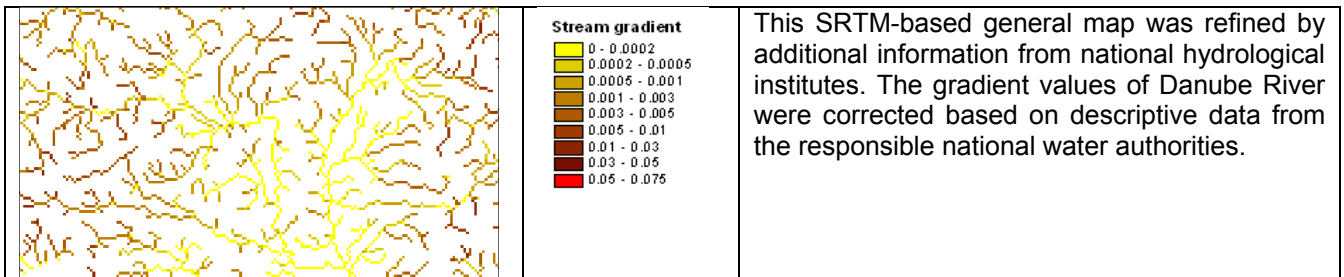 Stream gradient
0 - 0.0002
0.0002 - 0.0005
0.0005 - 0.001
0.001 - 0.003
0.003 - 0.005
0.005 - 0.01
0.01 - 0.03
0.03 - 0.05
0.05 - 0.075
This SRTM-based general map was refined by
additional information from national hydrological
institutes. The gradient values of Danube River
were corrected based on descriptive data from
the responsible national water authorities.